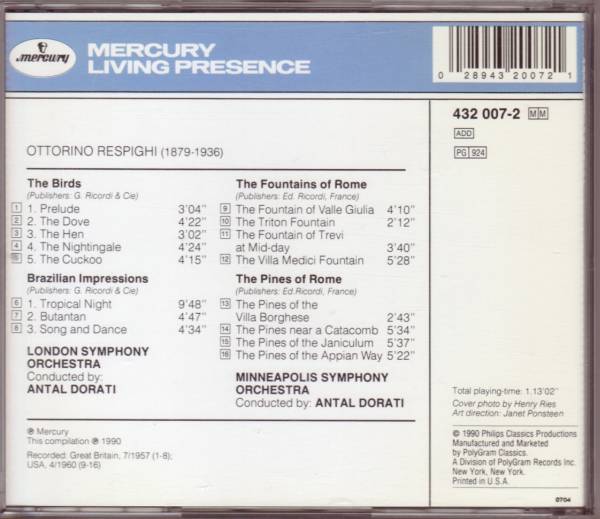 mercury
MERCURY
LIVING PRESENCE
0 28943 20072 1
432 007-2 MM
ADD
PG 924
OTTORINO RESPIGHI (1879-1936)
The Birds
(Publishers: G. Ricordi & Cie)
1 1. Prelude 3'04"
2 2. The Dove 4'22"
3 3. The Hen 3'02"
4 4. The Nightingale 4'24"
5 5. The Cuckoo 4'15"
Brazilian Impressions
(Publishers: G. Ricordi & Cie)
6 1. Tropical Night 9'48"
7 2. Butantan 4'47"
8 3. Song and Dance 4'34"
LONDON SYMPHONY
ORCHESTRA
Conducted by:
ANTAL DORATI
The Fountains of Rome
(Publishers: Ed. Ricordi, France)
9 The Fountain of Valle Giulia 4'10"
10 The Triton Fountain 2'12"
11 The Fountain of Trevi
at Mid-day 3'40"
12 The Villa Medici Fountain 5'28"
The Pines of Rome
(Publishers: Ed. Ricordi, France)
13 The Pines of the
Villa Borghese 2'43"
14 The Pines near a Catacomb 5'34"
15 The Pines of the Janiculum 5'37"
16 The Pines of the Appian Way 5'22"
MINNEAPOLIS SYMPHONY
ORCHESTRA
Conducted by: ANTAL DORATI
℗ Mercury
This compilation ℗ 1990
Recorded: Great Britain, 7/1957 (1-8);
USA, 4/1960 (9-16)
Total playing-time: 1.13'02"
Cover photo by Henry Ries
Art direction: Janet Ponsteen
© 1990 Philips Classics Productions
Manufactured and Marketed
by PolyGram Classics.
A Division of PolyGram Records Inc.
New York, New York.
Printed in U.S.A.
0704